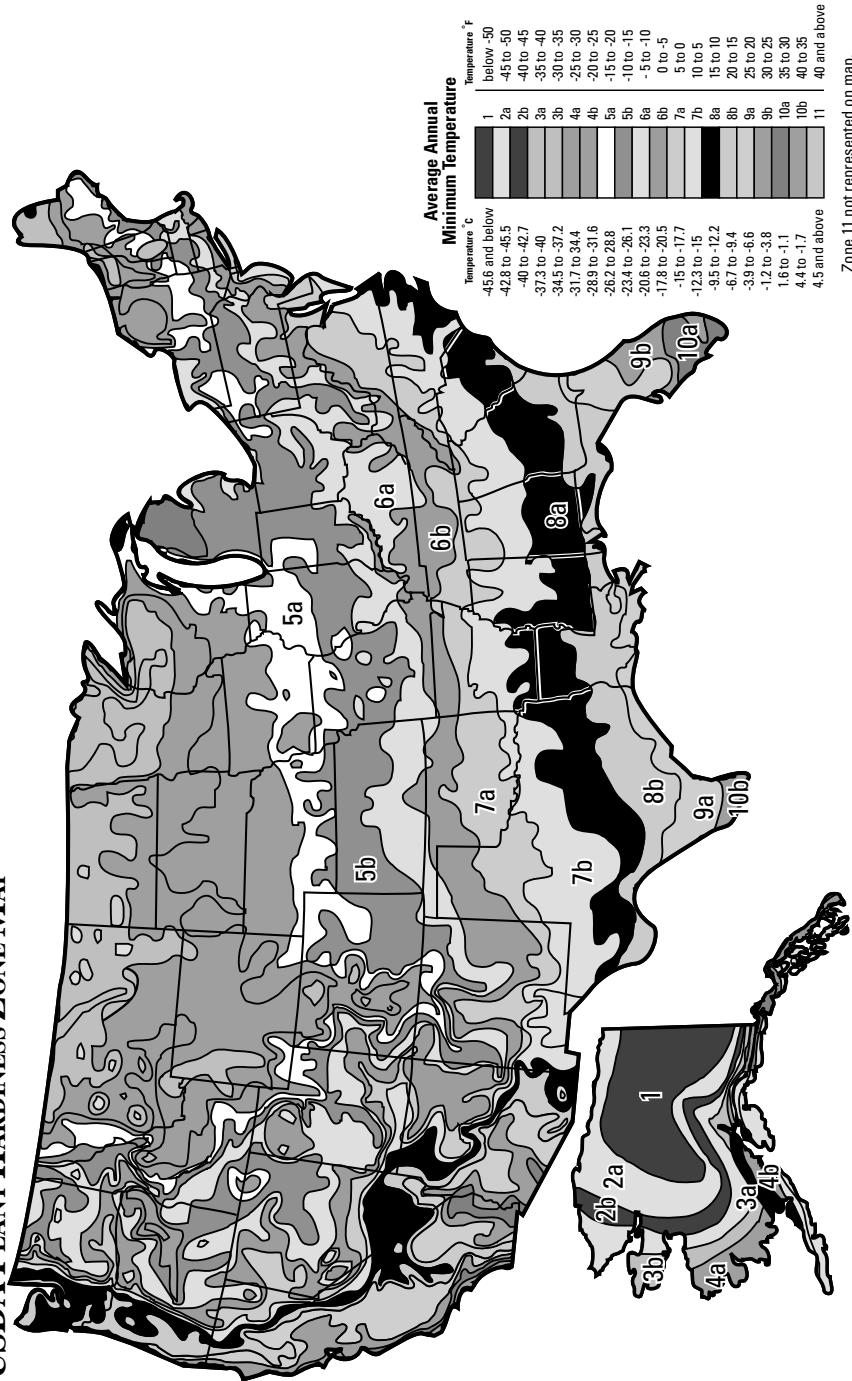 USDA PLANT HARDINESS ZONE MAP
5a
6a
6b
5b
7a
7b
8a
8b
9a
10b
9b
10a
1
2a
2b
3a
3b
4a
4b
Average Annual
Minimum Temperature
Temperature °C Temperature °F
-45.6 and below 1 below -50
-42.8 to -45.5 2a -45 to -50
-40 to -42.7 2b -40 to -45
-37.3 to -40 3a -35 to -40
-34.5 to -37.2 3b -30 to -35
-31.7 to 34.4 4a -25 to -30
-28.9 to -31.6 4b -20 to -25
-26.2 to 28.8 5a -15 to -20
-23.4 to -26.1 5b -10 to -15
-20.6 to -23.3 6a - 5 to -10
-17.8 to -20.5 6b 0 to -5
-15 to -17.7 7a 5 to 0
-12.3 to -15 7b 10 to 5
-9.5 to -12.2 8a 15 to 10
-6.7 to -9.4 8b 20 to 15
-3.9 to -6.6 9a 25 to 20
-1.2 to -3.8 9b 30 to 25
1.6 to -1.1 10a 35 to 30
4.4 to -1.7 10b 40 to 35
4.5 and above 11 40 and above
Zone 11 not represented on map.